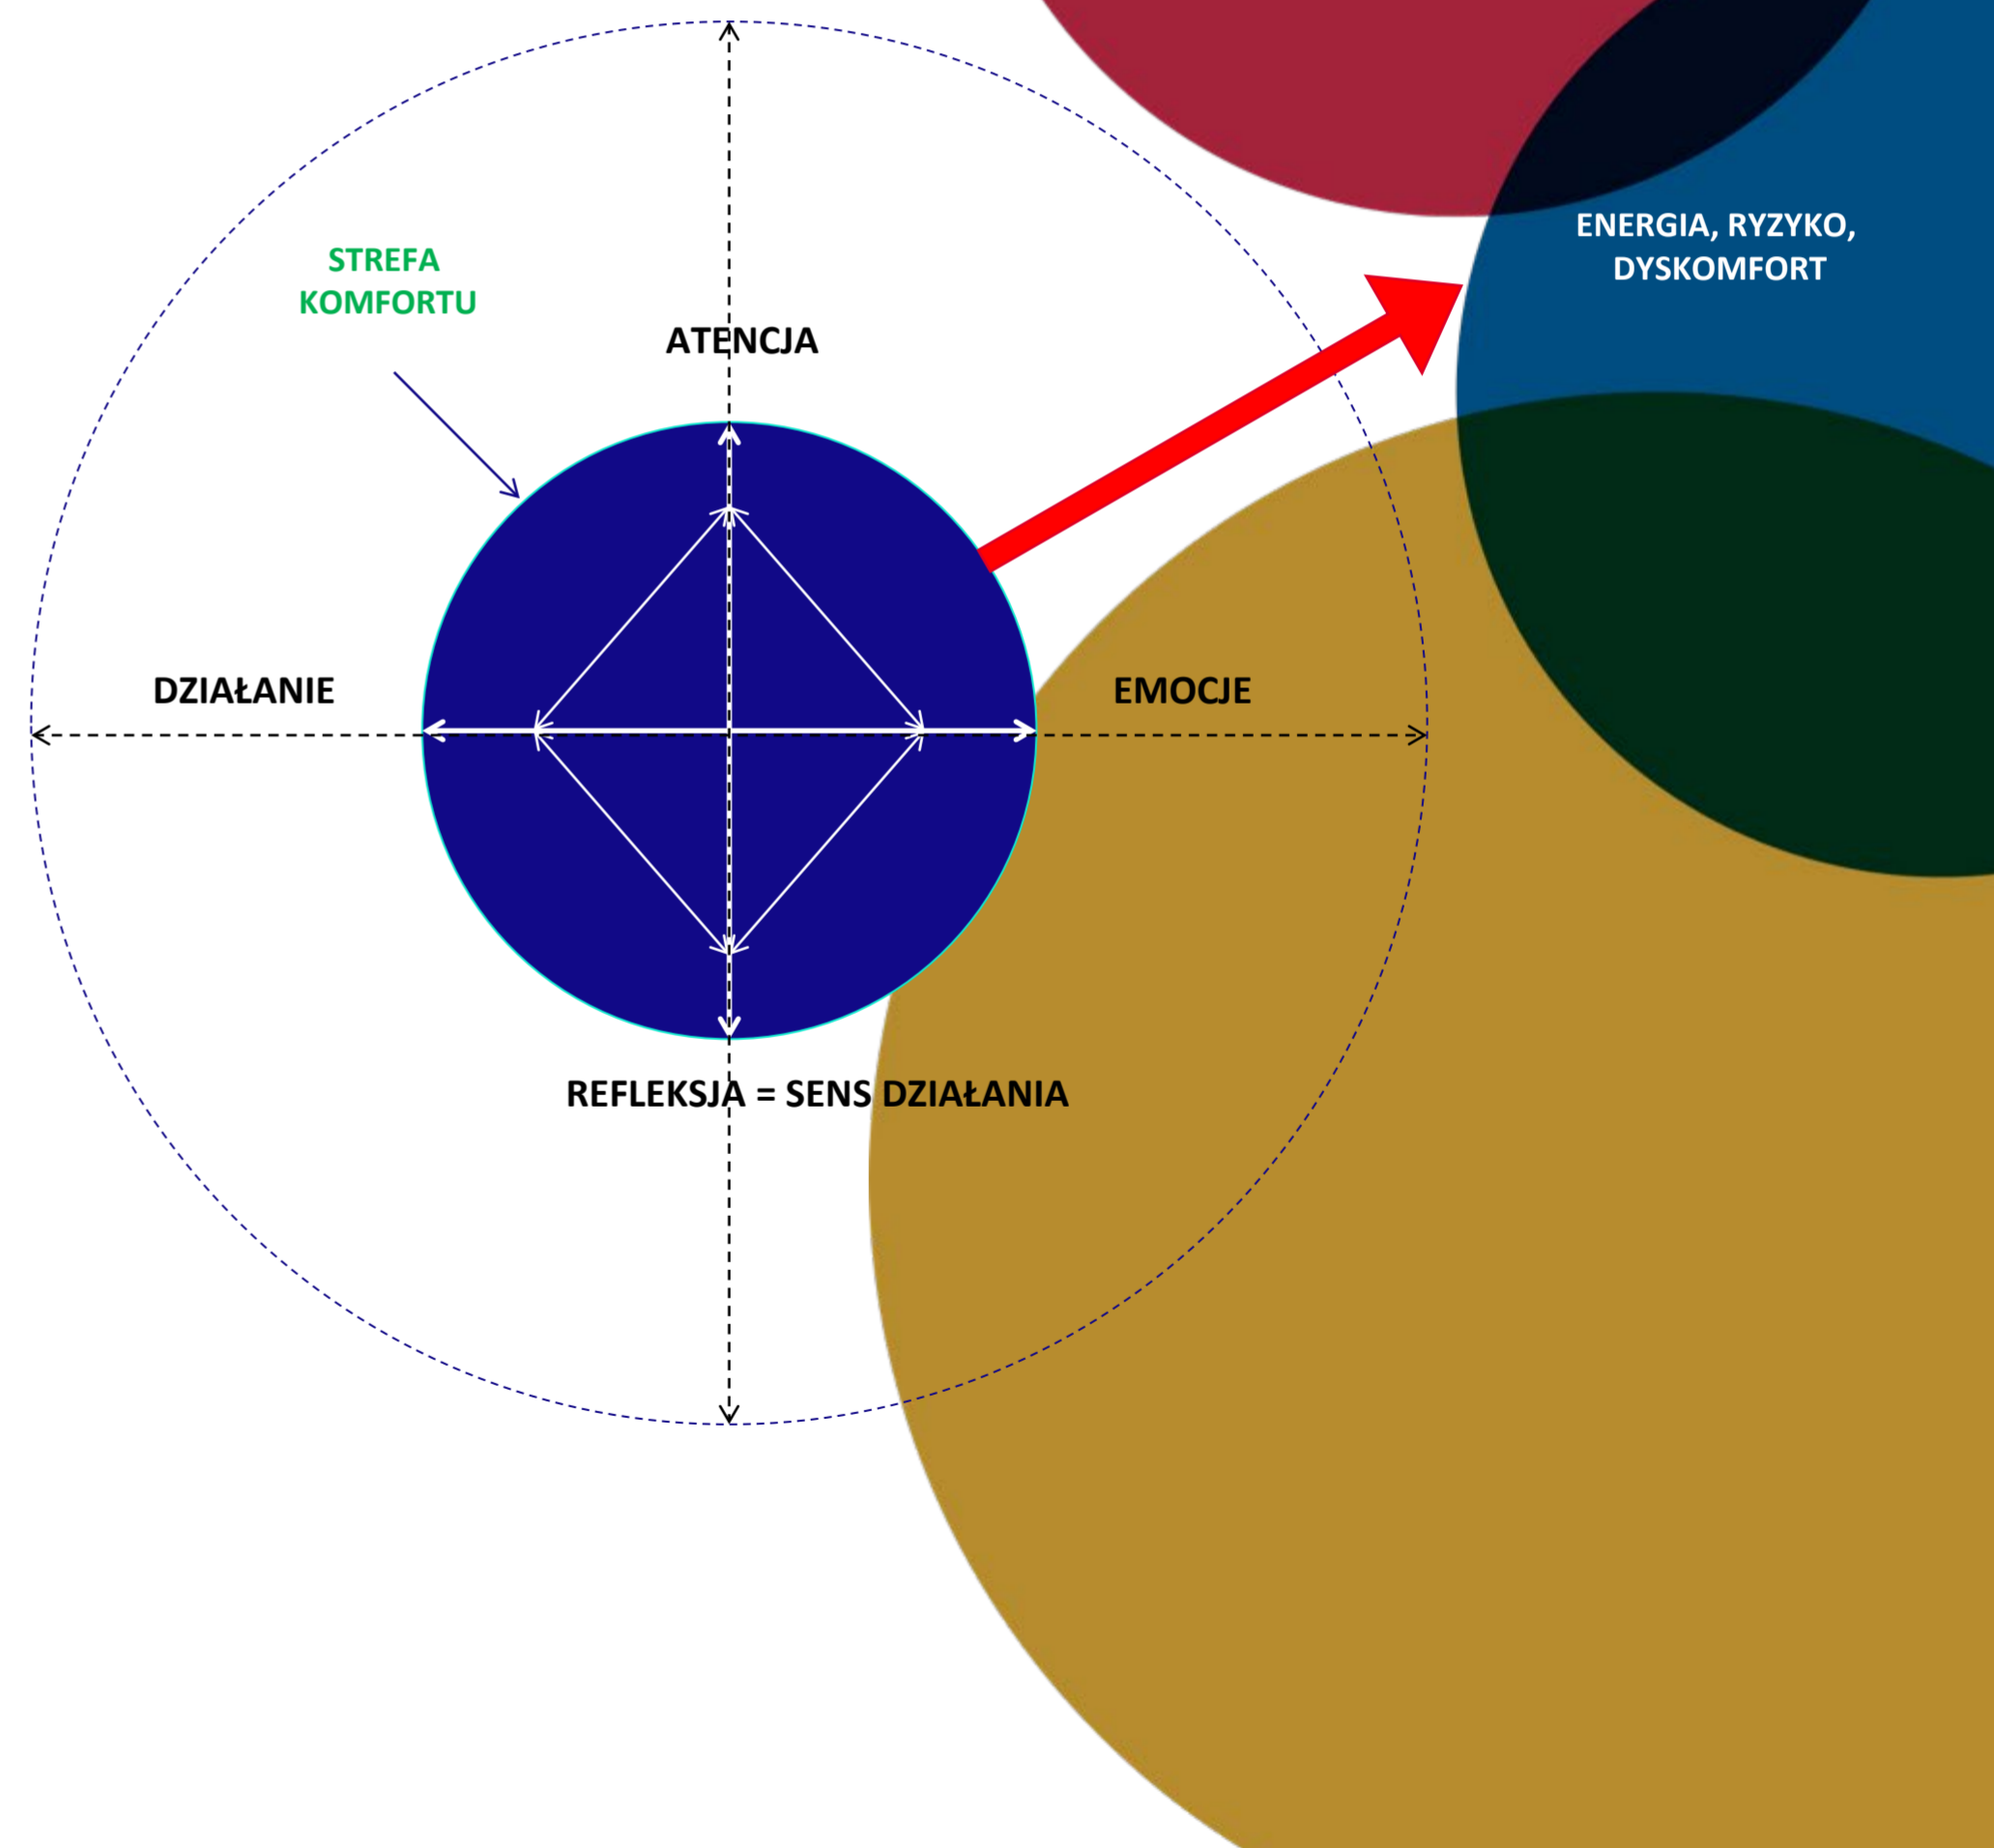 ENERGIA, RYZYKO,
DYSKOMFORT
STREFA
KOMFORTU
ATENCJA
DZIAŁANIE
EMOCJE
REFLEKSJA = SENS DZIAŁANIA